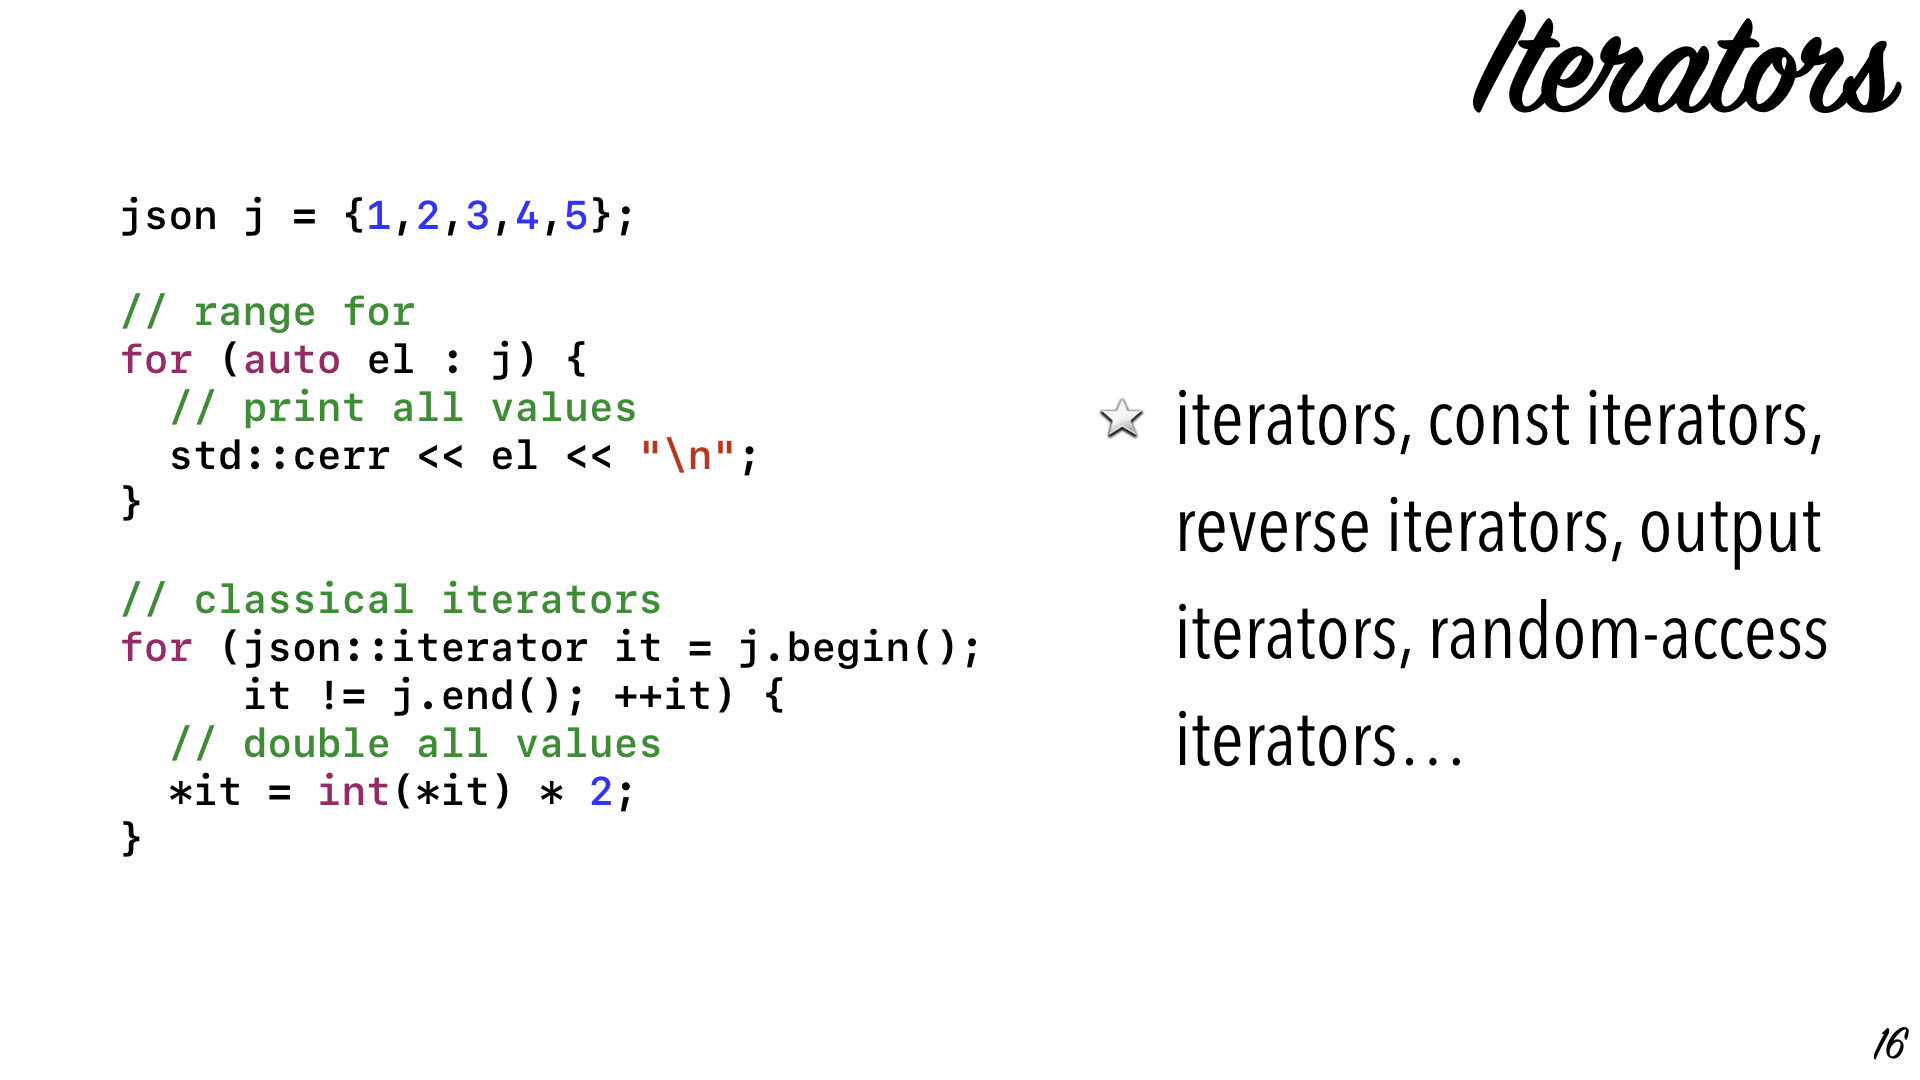 Iterators
json j = {1,2,3,4,5};
// range for
for (auto el : j) {
  // print all values
  std::cerr << el << "\n";
}
// classical iterators
for (json::iterator it = j.begin();
     it != j.end(); ++it) {
  // double all values
  *it = int(*it) * 2;
}
iterators, const iterators,
reverse iterators, output
iterators, random-access
iterators…
16